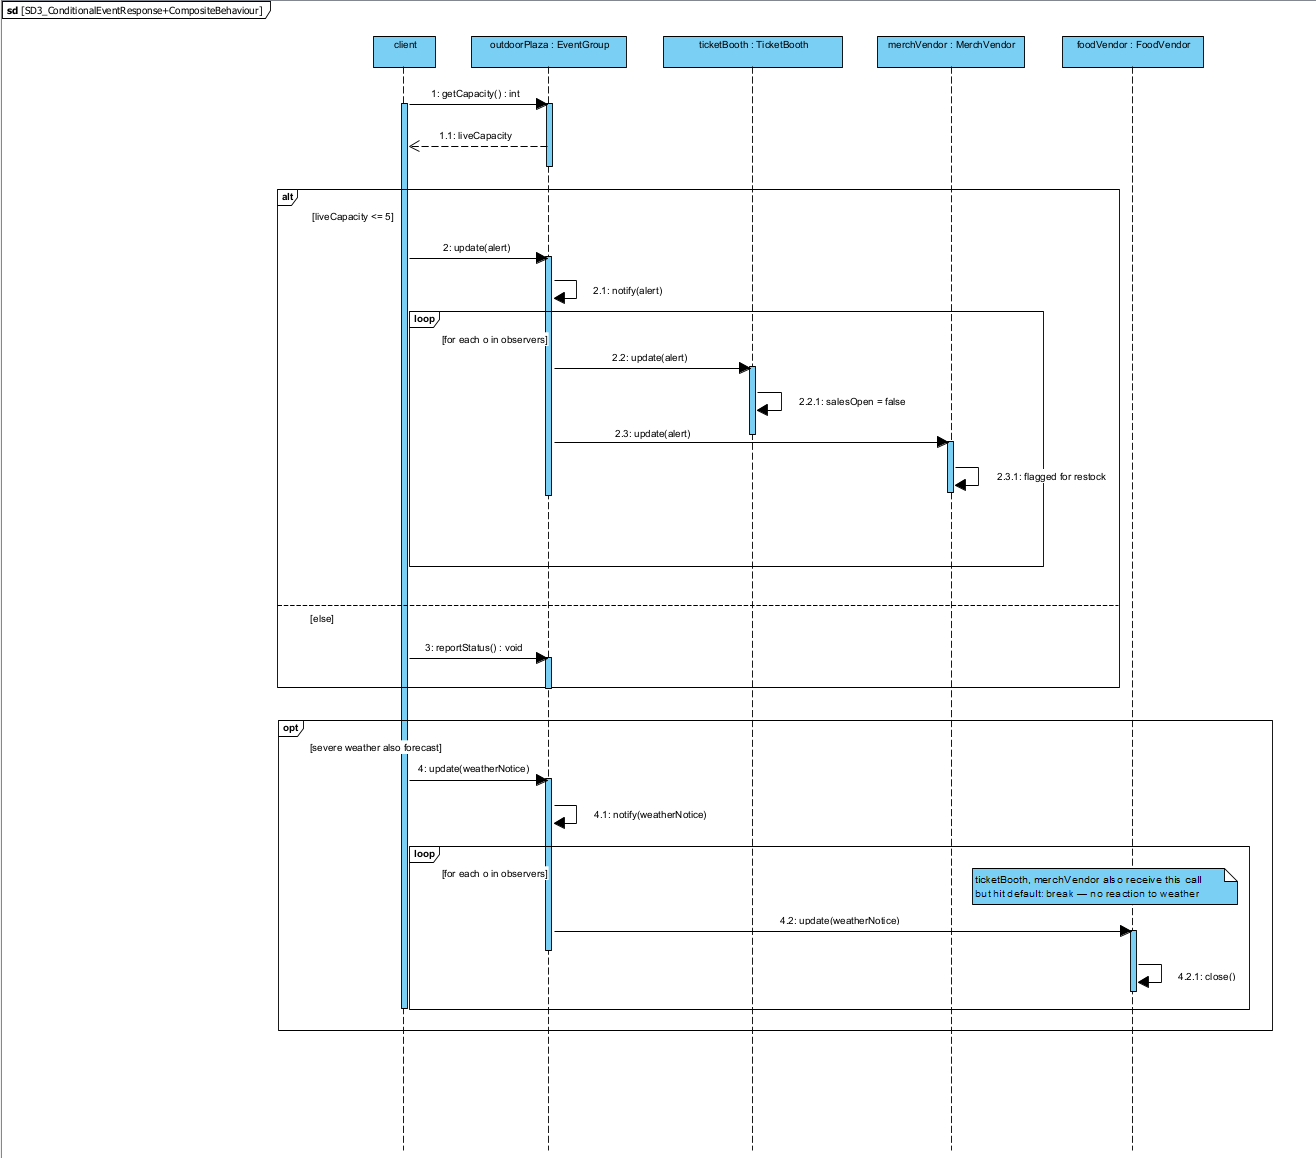 sd [SD3_ConditionalEventResponse+CompositeBehaviour]
client
outdoorPlaza : EventGroup
ticketBooth : TicketBooth
merchVendor : MerchVendor
foodVendor : FoodVendor
1: getCapacity() : int
1.1: liveCapacity
alt
[liveCapacity <= 5]
2: update(alert)
2.1: notify(alert)
loop
[for each o in observers]
2.2: update(alert)
2.2.1: salesOpen = false
2.3: update(alert)
2.3.1: flagged for restock
[else]
3: reportStatus() : void
opt
[severe weather also forecast]
4: update(weatherNotice)
4.1: notify(weatherNotice)
loop
[for each o in observers]
ticketBooth, merchVendor also receive this call
but hit default: break — no reaction to weather
4.2: update(weatherNotice)
4.2.1: close()